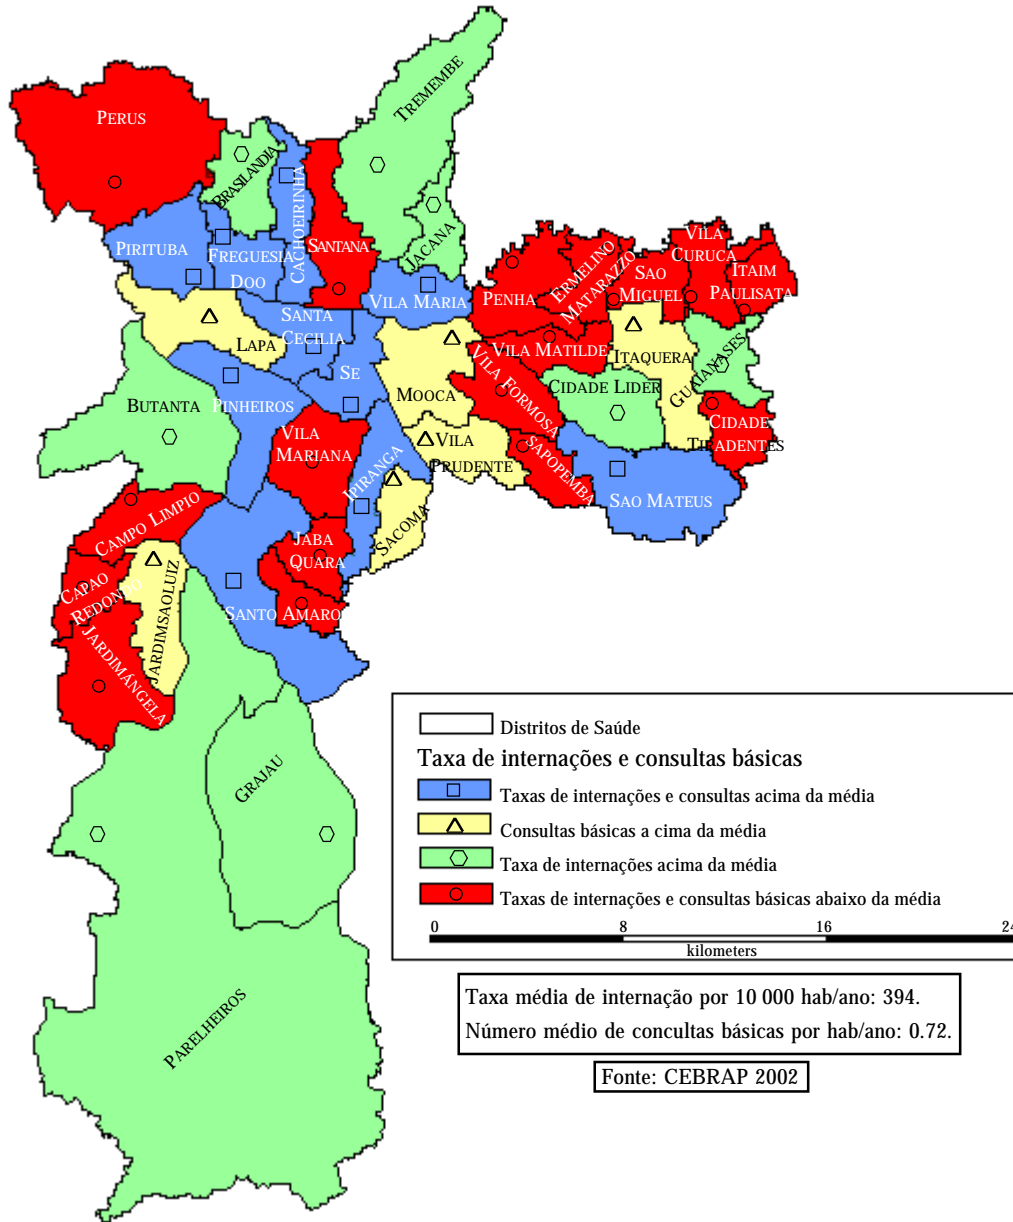 TREMEMBE
PERUS
BRASILANDIA
CACHOEIRINHA
SANTANA
JACANA
PIRITUBA
FREGUESIA
DOO
VILA MARIA
PENHA
ERMELINO
MATARAZZO
SAO
MIGUEL
VILA
CURUCA
ITAIM
PAULISATA
SANTA
CECILIA
LAPA
SE
MOOCA
VILA MATILDE
VILA FORMOSA
ITAQUERA
GUAIANASES
CIDADE LIDER
BUTANTA
PINHEIROS
VILA
MARIANA
IPIRANGA
VILA
PRUDENTE
SAPOPEMBA
CIDADE
TIRADENTES
SAO MATEUS
CAMPO LIMPIO
JABA
QUARA
SACOMA
CAPAO
REDONDO
JARDIMSAOLUIZ
SANTO AMARO
JARDIMÁNGELA
GRAJAU
PARELHEIROS
Distritos de Saúde
Taxa de internações e consultas básicas
Taxas de internações e consultas acima da média
Consultas básicas a cima da média
Taxa de internações acima da média
Taxas de internações e consultas básicas abaixo da média
0 8 16 24
kilometers
Taxa média de internação por 10 000 hab/ano: 394.
Número médio de concultas básicas por hab/ano: 0.72.
Fonte: CEBRAP 2002